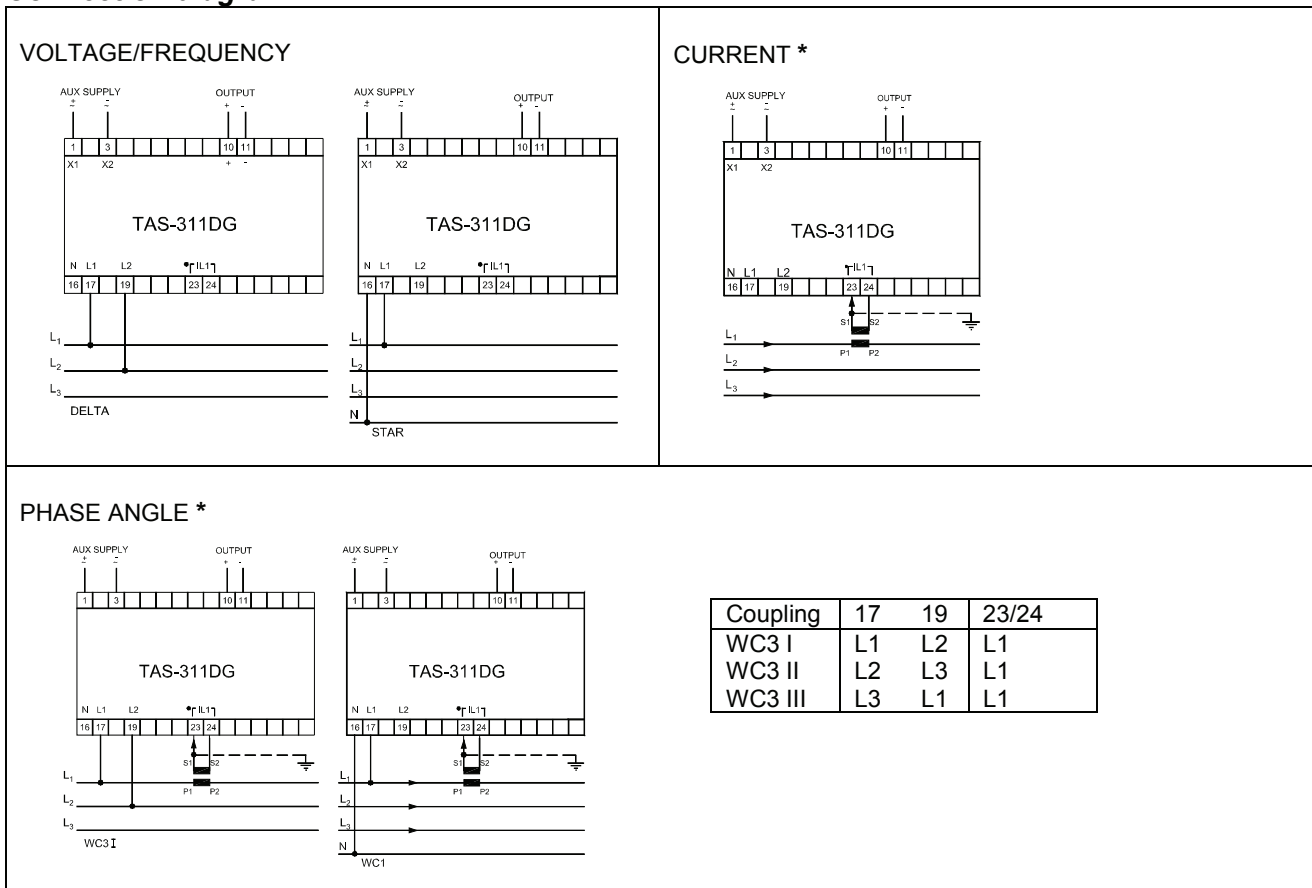 VOLTAGE/FREQUENCY
AUX SUPPLY OUTPUT
± ~ + -
1 3 10 11
X1 X2 + -
TAS-311DG
N L1 L2 IL1
16 17 19 23 24
L1
L2
L3
DELTA
AUX SUPPLY OUTPUT
+ -
1 3 10 11
X1 X2
TAS-311DG
N L1 L2 IL1
16 17 19 23 24
L1
L2
L3
N
STAR
CURRENT *
AUX SUPPLY OUTPUT
+ -
1 3 10 11
X1 X2
TAS-311DG
N L1 L2 IL1
16 17 19 23 24
S1 S2
L1
P1 P2
L2
L3
PHASE ANGLE *
AUX SUPPLY OUTPUT
+ -
1 3 10 11
TAS-311DG
N L1 L2 IL1
16 17 19 23 24
S1 S2
L1
P1 P2
L2
L3
WC3 I
AUX SUPPLY OUTPUT
+ -
1 3 10 11
TAS-311DG
N L1 L2 IL1
16 17 19 23 24
S1 S2
L1
P1 P2
L2
L3
N
WC1
Coupling 17 19 23/24
WC3 I L1 L2 L1
WC3 II L2 L3 L1
WC3 III L3 L1 L1